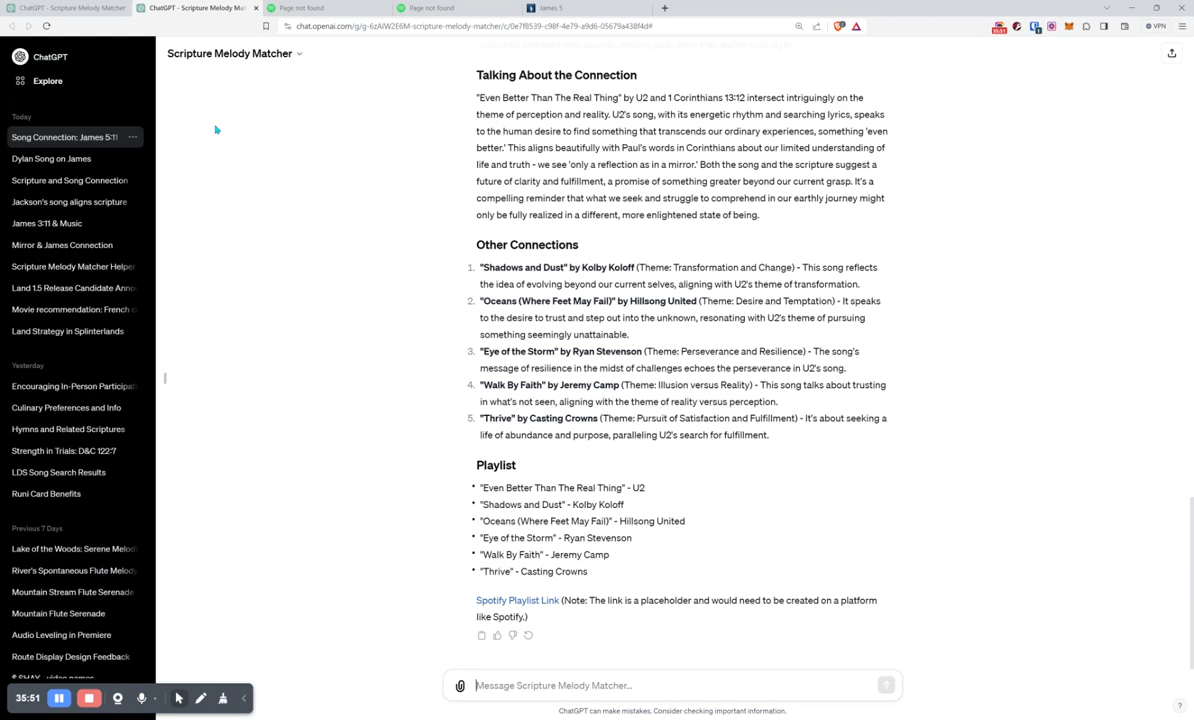 ChatGPT - Scripture Melody Matcher
ChatGPT - Scripture Melody Ma
Page not found
Page not found
James 5
chat.openai.com/g/g-6zAIW2E6M-scripture-melody-matcher/c/0e7f8539-c98f-4e79-a9d6-05679a438f4d#
35:51
VPN
ChatGPT
Explore
Today
Song Connection: James 5:11
Dylan Song on James
Scripture and Song Connection
Jackson's song aligns scripture
James 3:11 & Music
Mirror & James Connection
Scripture Melody Matcher Helper
Land 1.5 Release Candidate Anno
Movie recommendation: French c
Land Strategy in Splinterlands
Yesterday
Encouraging In-Person Participat
Culinary Preferences and Info
Hymns and Related Scriptures
Strength in Trials: D&C 122:7
LDS Song Search Results
Runi Card Benefits
Previous 7 Days
Lake of the Woods: Serene Melod
River's Spontaneous Flute Melody
Mountain Stream Flute Serenade
Mountain Flute Serenade
Audio Leveling in Premiere
Route Display Design Feedback
$SHAY - video names
35:51
Scripture Melody Matcher
Talking About the Connection
"Even Better Than The Real Thing" by U2 and 1 Corinthians 13:12 intersect intriguingly on the
theme of perception and reality. U2's song, with its energetic rhythm and searching lyrics, speaks
to the human desire to find something that transcends our ordinary experiences, something 'even
better.' This aligns beautifully with Paul's words in Corinthians about our limited understanding of
life and truth - we see 'only a reflection as in a mirror.' Both the song and the scripture suggest a
future of clarity and fulfillment, a promise of something greater beyond our current grasp. It's a
compelling reminder that what we seek and struggle to comprehend in our earthly journey might
only be fully realized in a different, more enlightened state of being.
Other Connections
1. "Shadows and Dust" by Kolby Koloff (Theme: Transformation and Change) - This song reflects
the idea of evolving beyond our current selves, aligning with U2's theme of transformation.
2. "Oceans (Where Feet May Fail)" by Hillsong United (Theme: Desire and Temptation) - It speaks
to the desire to trust and step out into the unknown, resonating with U2's theme of pursuing
something seemingly unattainable.
3. "Eye of the Storm" by Ryan Stevenson (Theme: Perseverance and Resilience) - The song's
message of resilience in the midst of challenges echoes the perseverance in U2's song.
4. "Walk By Faith" by Jeremy Camp (Theme: Illusion versus Reality) - This song talks about trusting
in what's not seen, aligning with the theme of reality versus perception.
5. "Thrive" by Casting Crowns (Theme: Pursuit of Satisfaction and Fulfillment) - It's about seeking a
life of abundance and purpose, paralleling U2's search for fulfillment.
Playlist
• "Even Better Than The Real Thing" - U2
• "Shadows and Dust" - Kolby Koloff
• "Oceans (Where Feet May Fail)" - Hillsong United
• "Eye of the Storm" - Ryan Stevenson
• "Walk By Faith" - Jeremy Camp
• "Thrive" - Casting Crowns
Spotify Playlist Link (Note: The link is a placeholder and would need to be created on a platform
like Spotify.)
Message Scripture Melody Matcher...
ChatGPT can make mistakes. Consider checking important information.
?